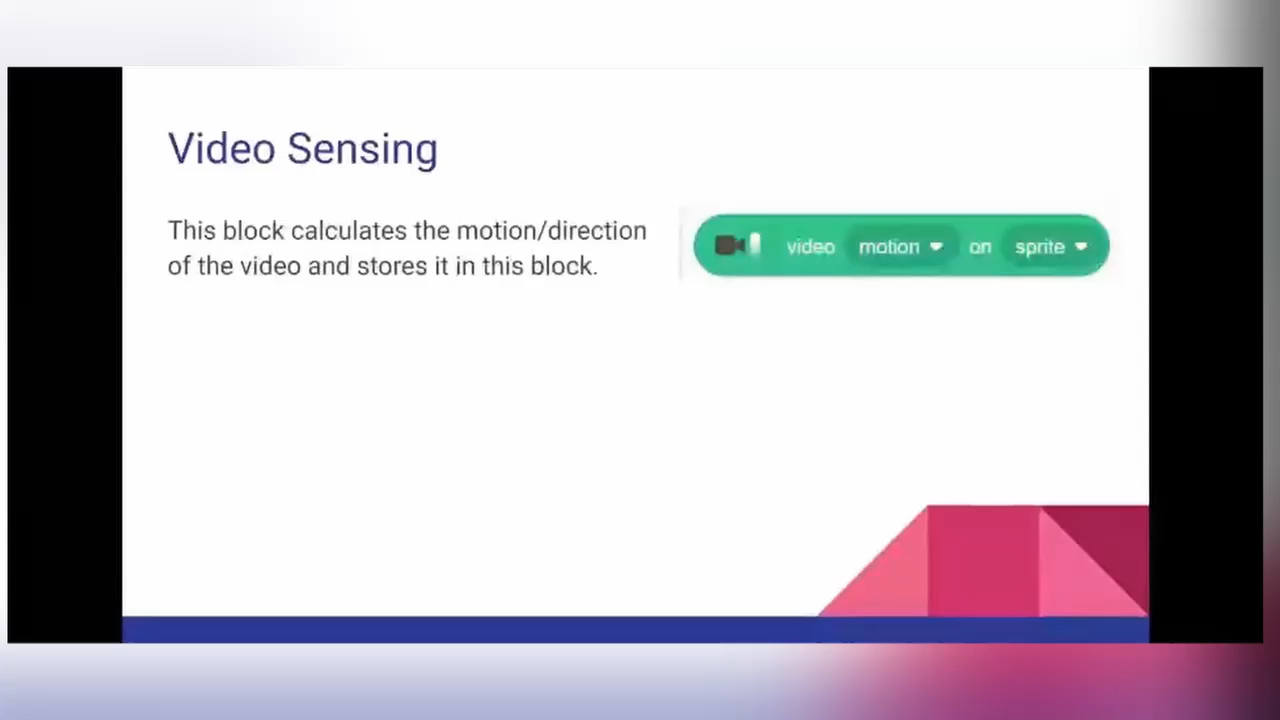 Video Sensing
This block calculates the motion/direction
of the video and stores it in this block.
video motion on sprite